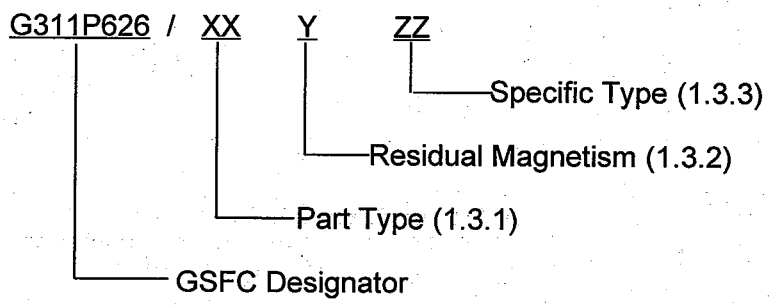 G311P626 / XX Y ZZ
Specific Type (1.3.3)
Residual Magnetism (1.3.2)
Part Type (1.3.1)
GSFC Designator